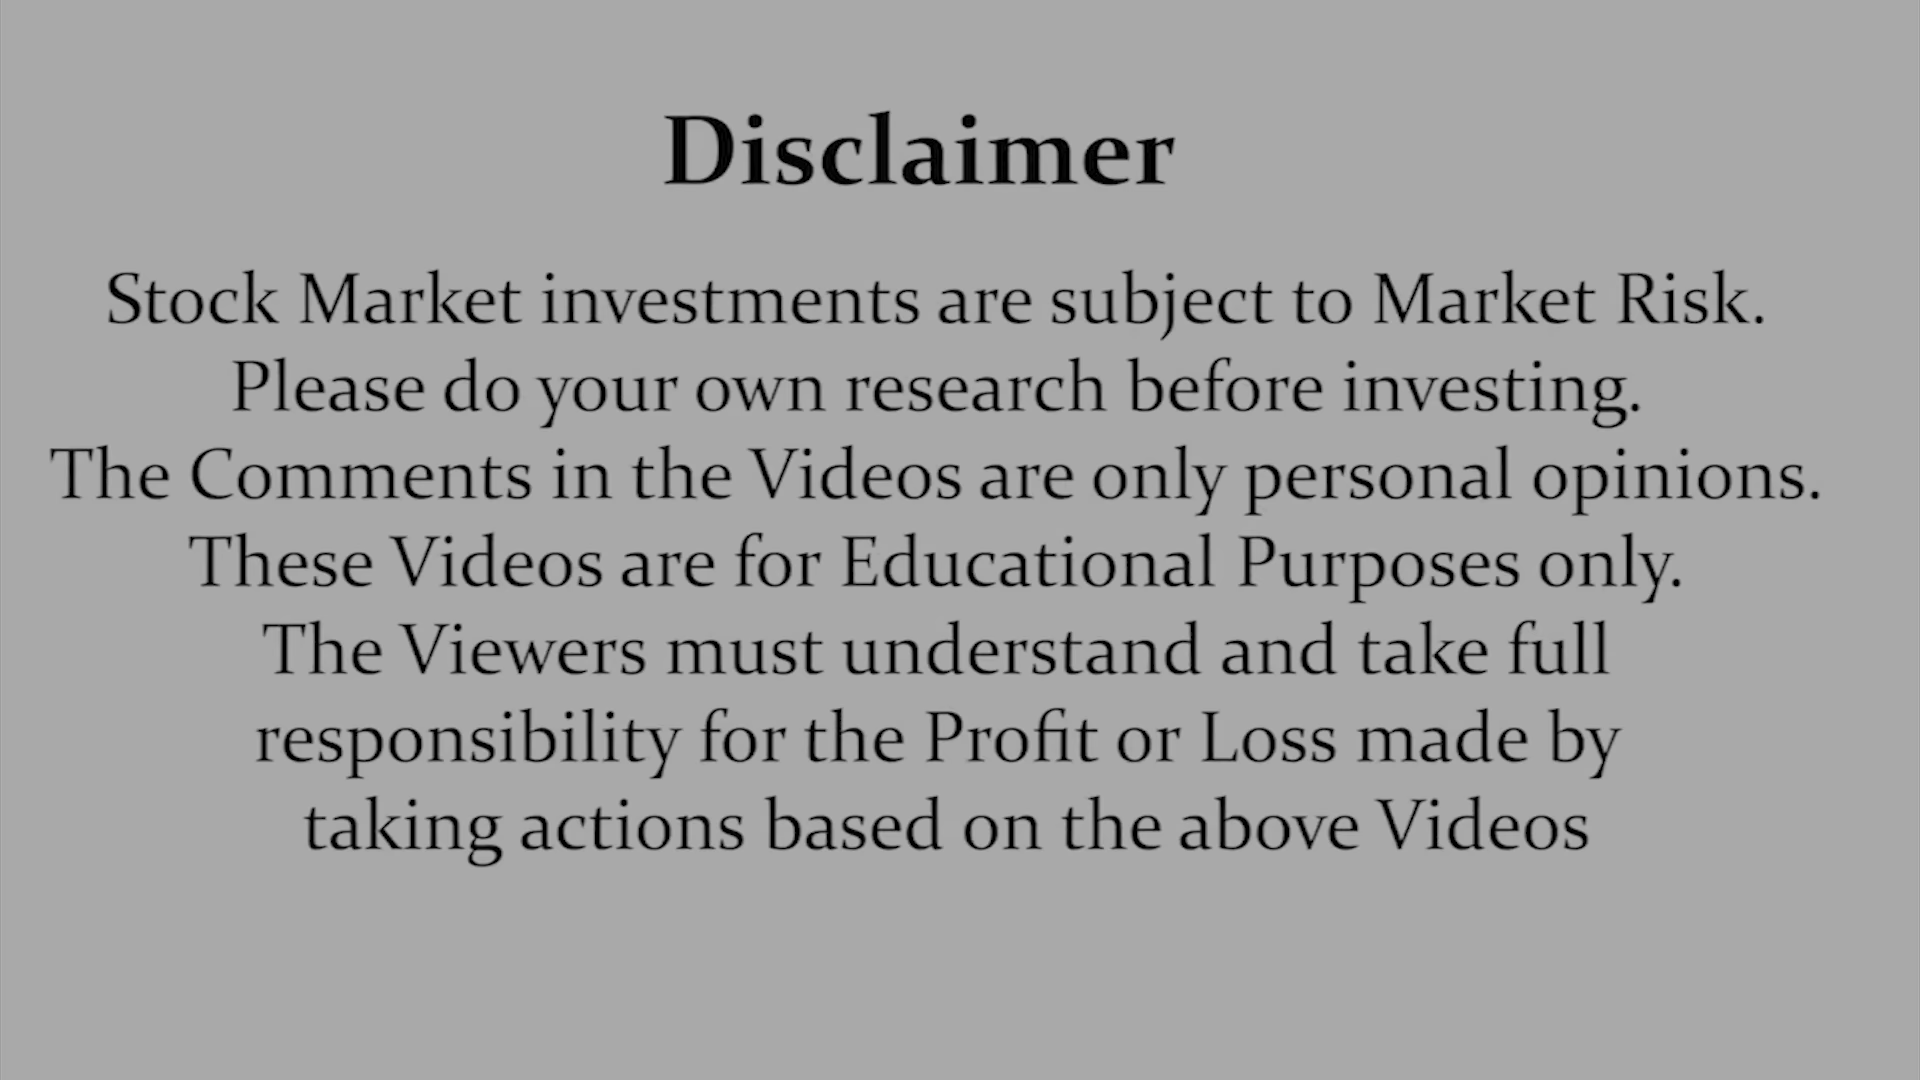 Disclaimer
Stock Market investments are subject to Market Risk.
Please do your own research before investing.
The Comments in the Videos are only personal opinions.
These Videos are for Educational Purposes only.
The Viewers must understand and take full
responsibility for the Profit or Loss made by
taking actions based on the above Videos